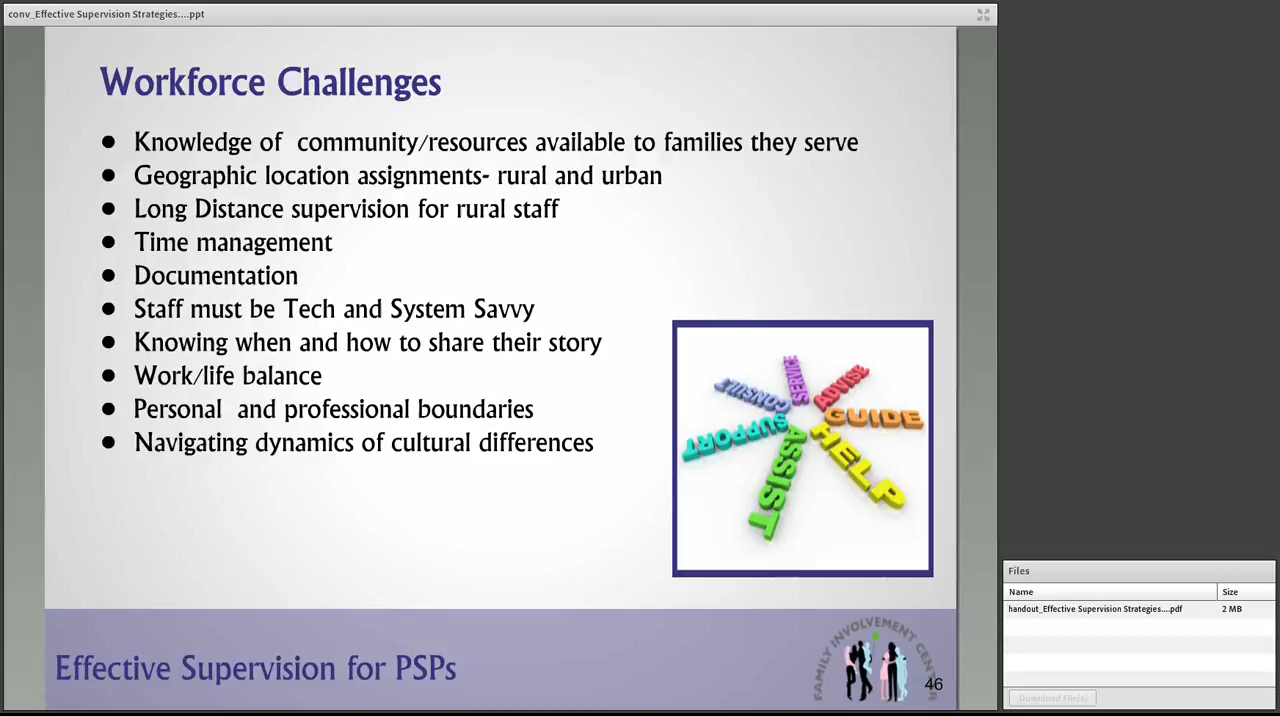 conv_Effective Supervision Strategies....ppt
Workforce Challenges
● Knowledge of community/resources available to families they serve
● Geographic location assignments- rural and urban
● Long Distance supervision for rural staff
● Time management
● Documentation
● Staff must be Tech and System Savvy
● Knowing when and how to share their story
● Work/life balance
● Personal and professional boundaries
● Navigating dynamics of cultural differences
SERVICE
ADVISE
CONSULT
GUIDE
SUPPORT
HELP
ASSIST
Files
Name Size
handout_Effective Supervision Strategies....pdf 2 MB
Download File(s)
Effective Supervision for PSPs
FAMILY INVOLVEMENT
46